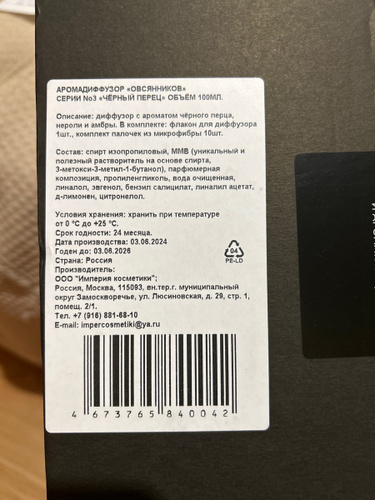 АРОМАДИФФУЗОР «ОВСЯННИКОВ»
СЕРИИ No3 «ЧЁРНЫЙ ПЕРЕЦ» ОБЪЁМ 100МЛ.
Описание: диффузор с ароматом чёрного перца,
нероли и амбры. В комплекте: флакон для диффузора
1шт., комплект палочек из микрофибры 10шт.
Состав: спирт изопропиловый, ММВ (уникальный и
полезный растворитель на основе спирта,
3-метокси-3-метил-1-бутанол), парфюмерная
композиция, пропиленгликоль, вода очищенная,
линалол, эвгенол, бензил салицилат, линалил ацетат,
д-лимонен, цитронелол.
Условия хранения: хранить при температуре
от 0 °C до +25 °C.
Срок годности: 24 месяца.
Дата производства: 03.06.2024
Годен до: 03.06.2026
Страна: Россия
Производитель:
ООО "Империя косметики";
Россия, Москва, 115093, вн.тер.г. муниципальный
округ Замоскворечье, ул. Люсиновская, д. 29, стр. 1,
помещ. 2/1.
Тел. +7 (916) 881-68-10
E-mail: impercosmetiki@ya.ru
04
PE-LD
4 673765 840042